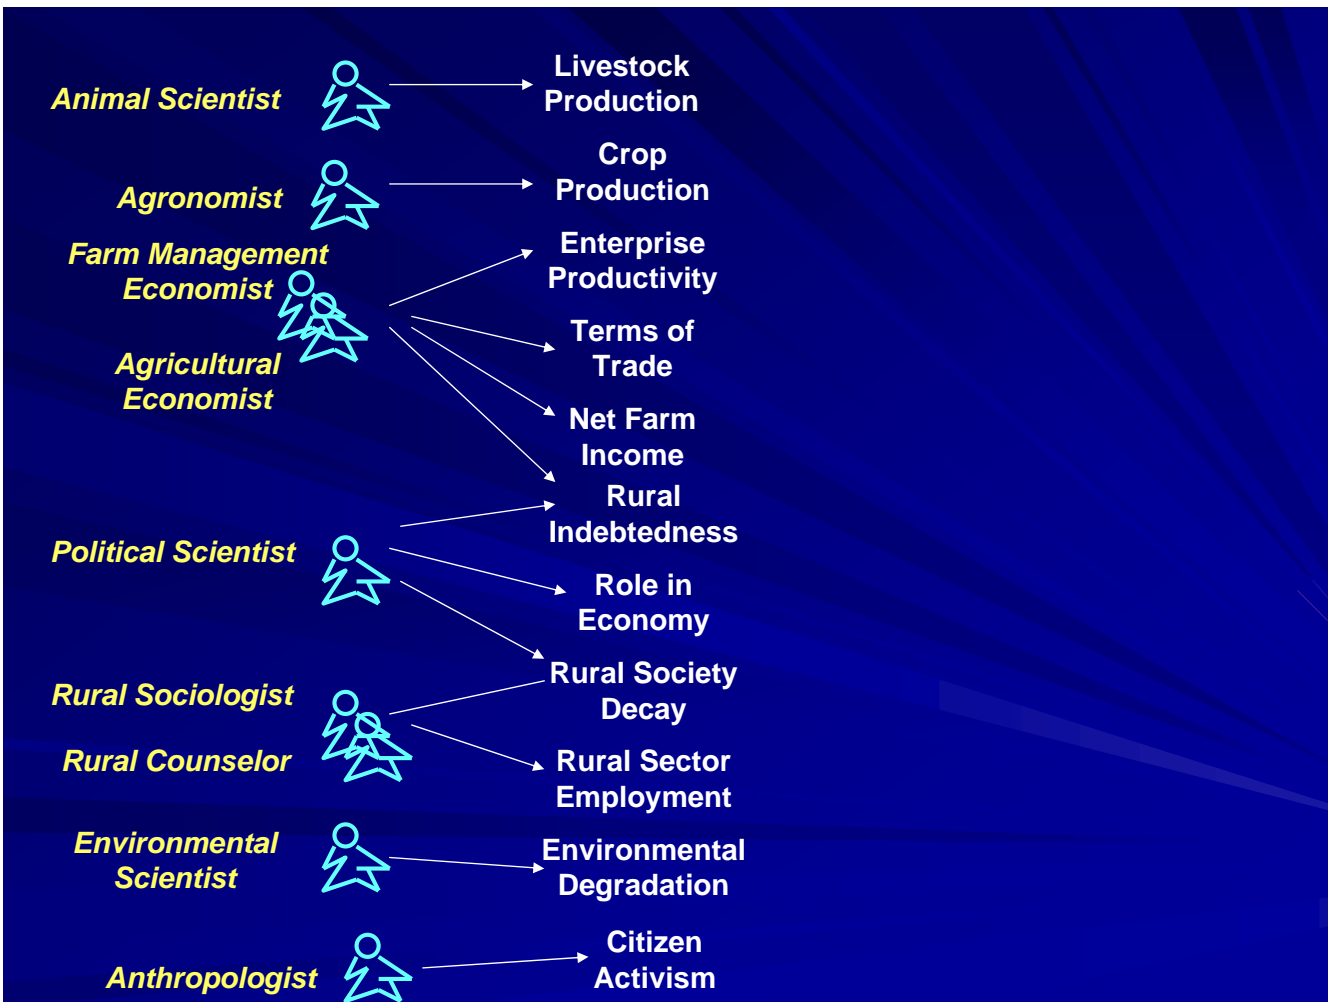 Animal Scientist
Livestock
Production
Agronomist
Crop
Production
Farm Management
Economist
Enterprise
Productivity
Agricultural
Economist
Terms of
Trade
Net Farm
Income
Rural
Indebtedness
Political Scientist
Role in
Economy
Rural Sociologist
Rural Society
Decay
Rural Counselor
Rural Sector
Employment
Environmental
Scientist
Environmental
Degradation
Anthropologist
Citizen
Activism